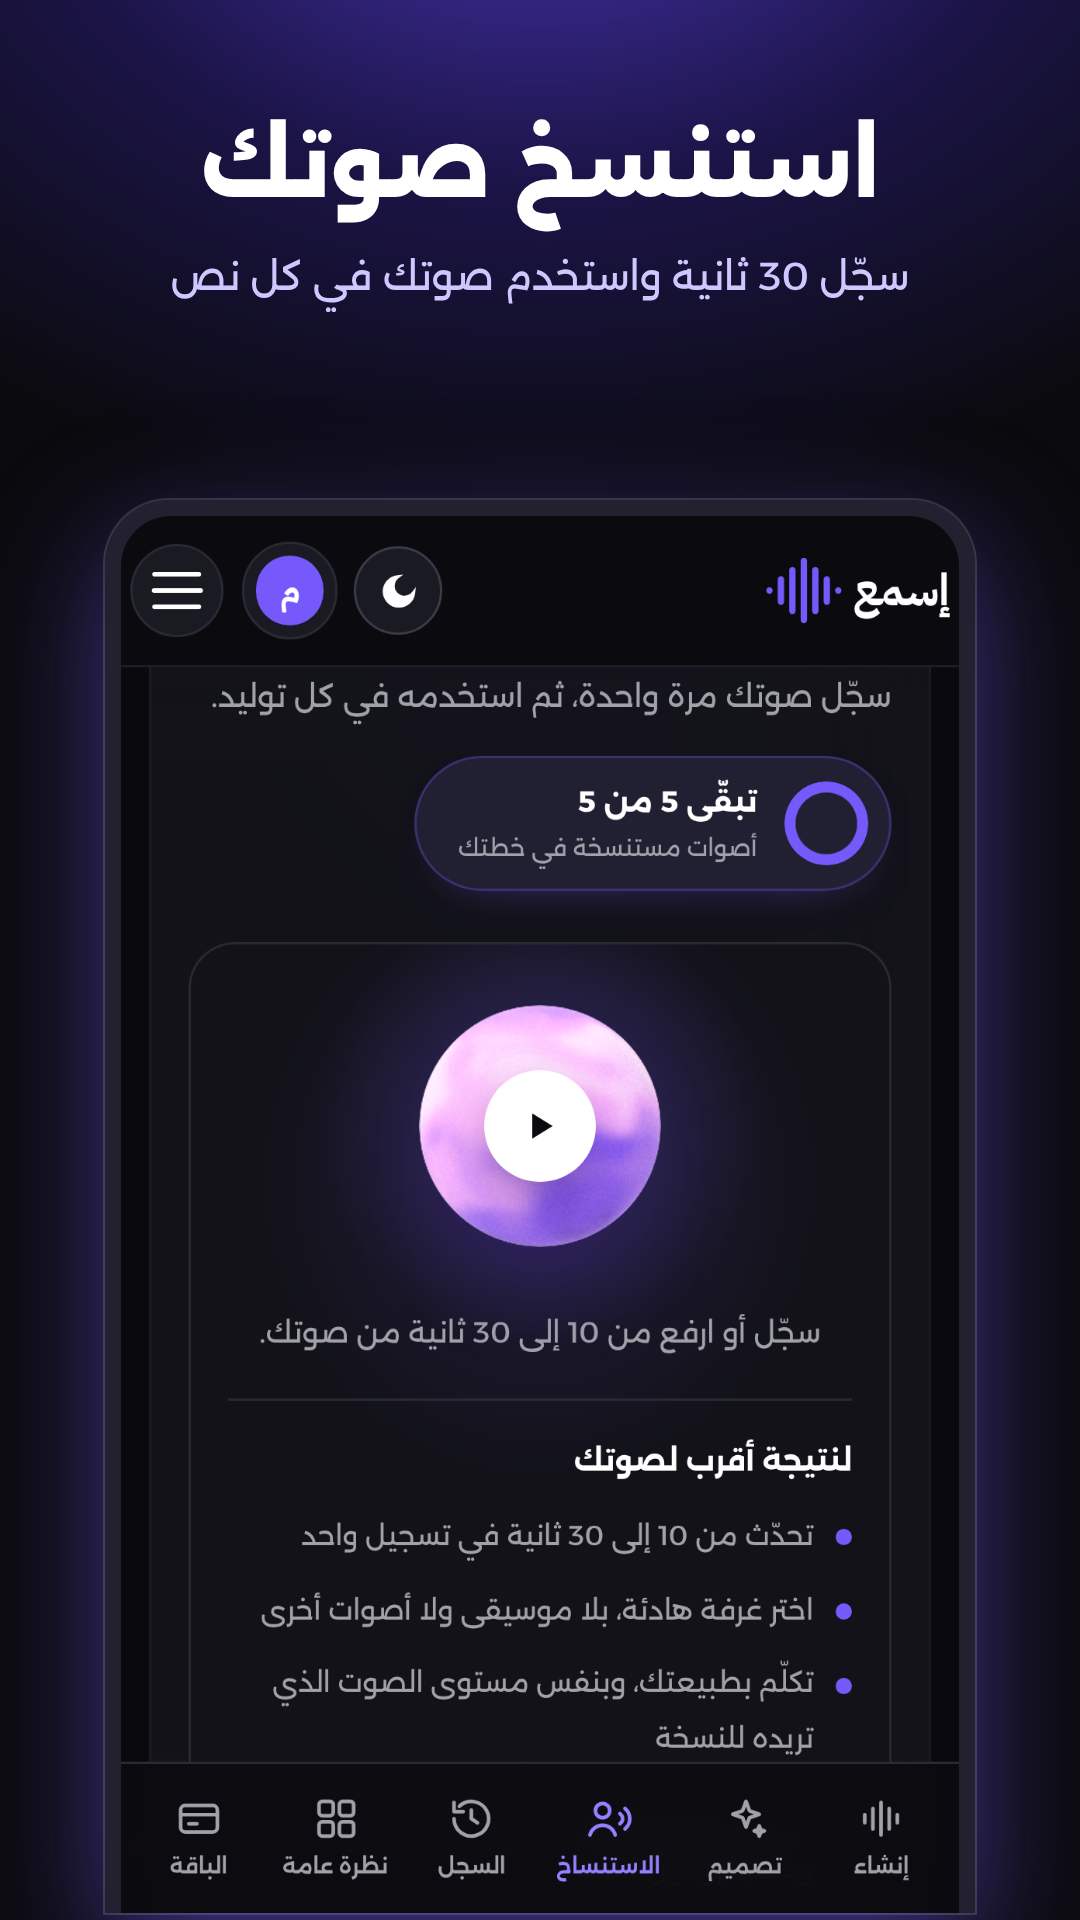 استنسخ صوتك
سجّل 30 ثانية واستخدم صوتك في كل نص
إسمع
م
سجّل صوتك مرة واحدة، ثم استخدمه في كل توليد.
تبقّى 5 من 5
أصوات مستنسخة في خطتك
سجّل أو ارفع من 10 إلى 30 ثانية من صوتك.
لنتيجة أقرب لصوتك
تحدّث من 10 إلى 30 ثانية في تسجيل واحد
اختر غرفة هادئة، بلا موسيقى ولا أصوات أخرى
تكلّم بطبيعتك، وبنفس مستوى الصوت الذي
تريده للنسخة
إنشاء
تصميم
الاستنساخ
السجل
نظرة عامة
الباقة